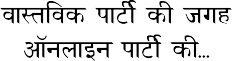 वास्तविक पार्टी की जगह
ऑनलाइन पार्टी की...